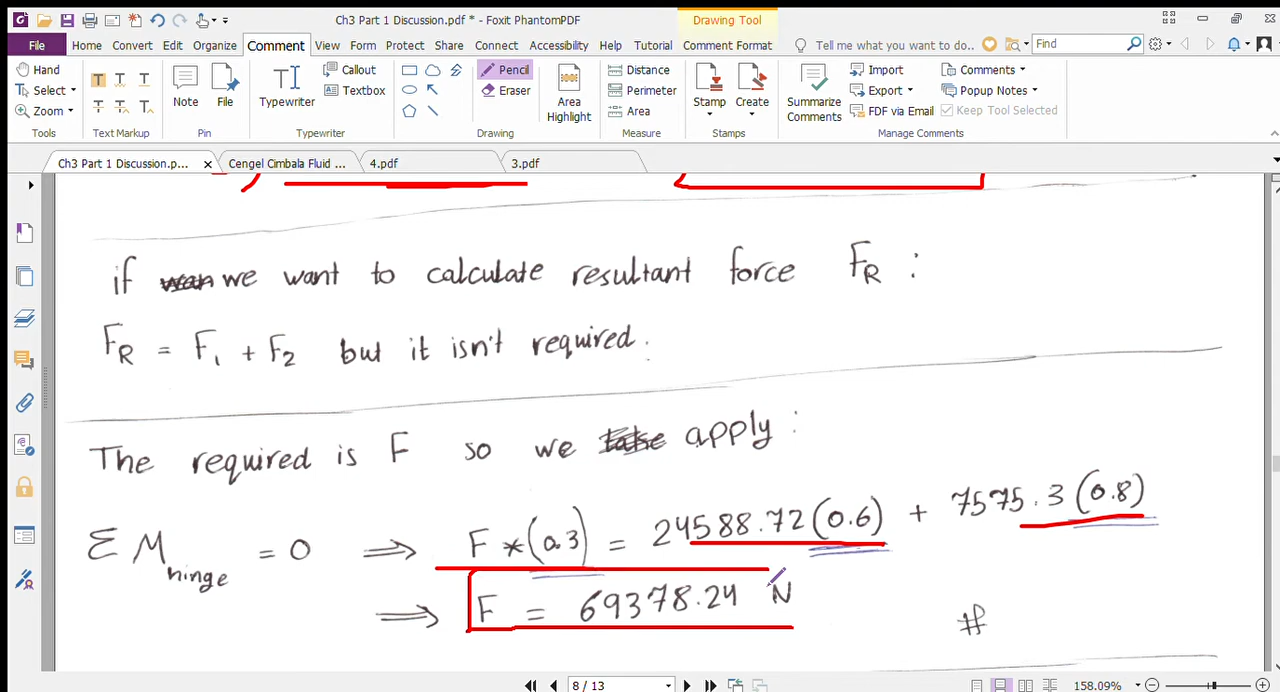 Ch3 Part 1 Discussion.pdf * - Foxit PhantomPDF
Drawing Tool
File Home Convert Edit Organize Comment View Form Protect Share Connect Accessibility Help Tutorial Comment Format Tell me what you want to do.. Find
Hand
Select
Zoom
Tools
T T T
T T T
Text Markup
Note
File
Pin
Typewriter
Callout
Textbox
Typewriter
Pencil
Eraser
Drawing
Area Highlight
Distance
Perimeter
Area
Measure
Stamp
Create
Stamps
Summarize Comments
Import
Export
FDF via Email
Comments
Popup Notes
Keep Tool Selected
Manage Comments
Ch3 Part 1 Discussion.p... × Cengel Cimbala Fluid ... 4.pdf 3.pdf
if we want to calculate resultant force FR :
FR = F1 + F2 but it isn't required.
The required is F so we apply :
ΣM hinge = 0 ⟹ F * (0.3) = 24588.72 (0.6) + 7575.3 (0.8)
⟹ F = 69378.24 N #
8 / 13
158.09%